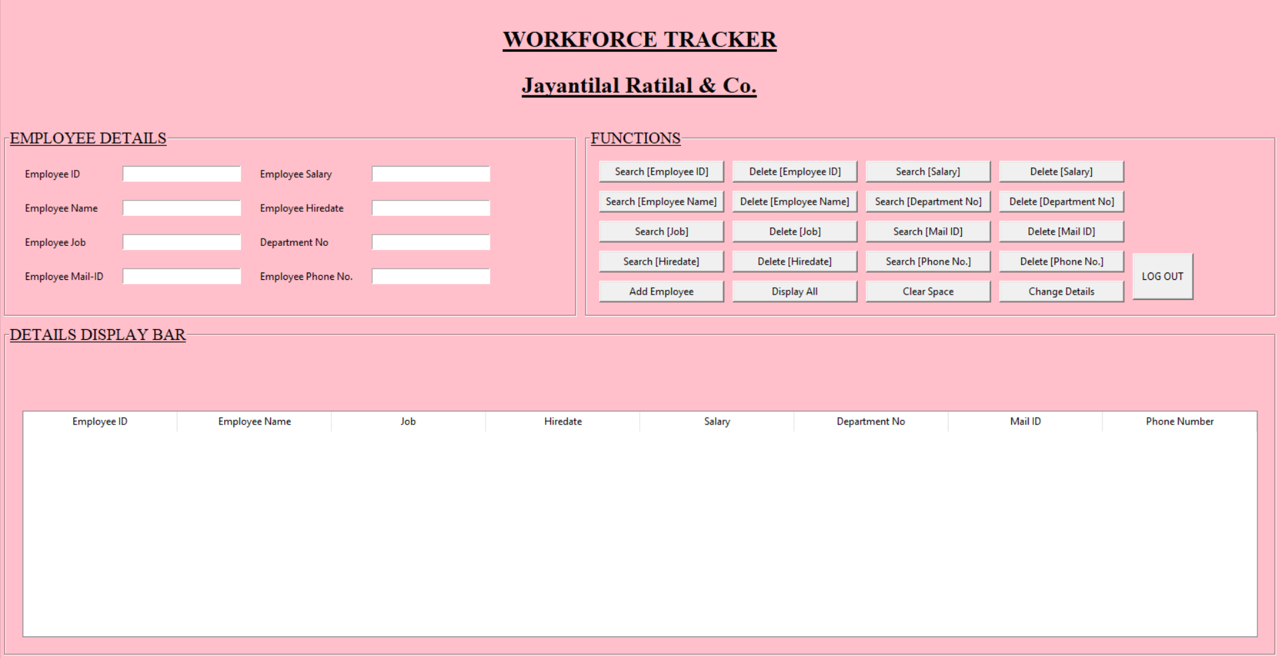 WORKFORCE TRACKER
Jayantilal Ratilal & Co.
EMPLOYEE DETAILS
Employee ID
Employee Salary
Employee Name
Employee Hiredate
Employee Job
Department No
Employee Mail-ID
Employee Phone No.
FUNCTIONS
Search [Employee ID] Delete [Employee ID] Search [Salary] Delete [Salary]
Search [Employee Name] Delete [Employee Name] Search [Department No] Delete [Department No]
Search [Job] Delete [Job] Search [Mail ID] Delete [Mail ID]
Search [Hiredate] Delete [Hiredate] Search [Phone No.] Delete [Phone No.]
LOG OUT
Add Employee Display All Clear Space Change Details
DETAILS DISPLAY BAR
Employee ID Employee Name Job Hiredate Salary Department No Mail ID Phone Number